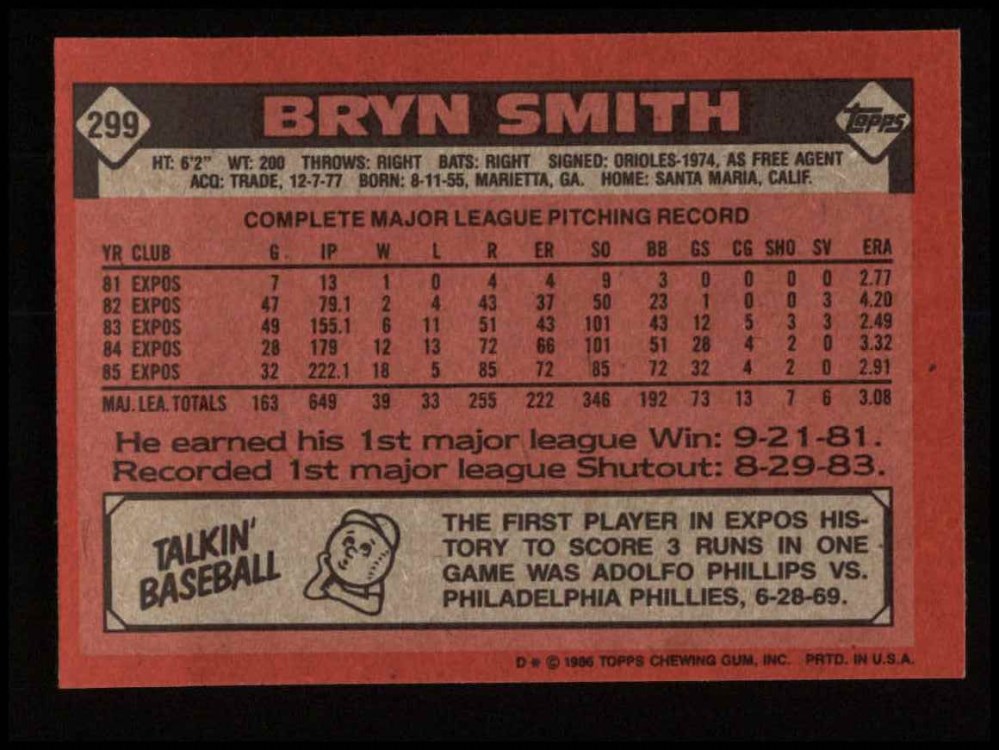 299 BRYN SMITH Topps
HT: 6'2" WT: 200 THROWS: RIGHT BATS: RIGHT SIGNED: ORIOLES-1974, AS FREE AGENT
ACQ: TRADE, 12-7-77 BORN: 8-11-55, MARIETTA, GA. HOME: SANTA MARIA, CALIF.
COMPLETE MAJOR LEAGUE PITCHING RECORD
YR CLUB G IP W L R ER SO BB GS CG SHO SV ERA
81 EXPOS 7 13 1 0 4 4 9 3 0 0 0 0 2.77
82 EXPOS 47 79.1 2 4 43 37 50 23 1 0 0 3 4.20
83 EXPOS 49 155.1 6 11 51 43 101 43 12 5 3 3 2.49
84 EXPOS 28 179 12 13 72 66 101 51 28 4 2 0 3.32
85 EXPOS 32 222.1 18 5 85 72 85 72 32 4 2 0 2.91
MAJ. LEA. TOTALS 163 649 39 33 255 222 346 192 73 13 7 6 3.08
He earned his 1st major league Win: 9-21-81.
Recorded 1st major league Shutout: 8-29-83.
TALKIN'
BASEBALL
THE FIRST PLAYER IN EXPOS HIS-
TORY TO SCORE 3 RUNS IN ONE
GAME WAS ADOLFO PHILLIPS VS.
PHILADELPHIA PHILLIES, 6-28-69.
D * © 1986 TOPPS CHEWING GUM, INC. PRTD. IN U.S.A.